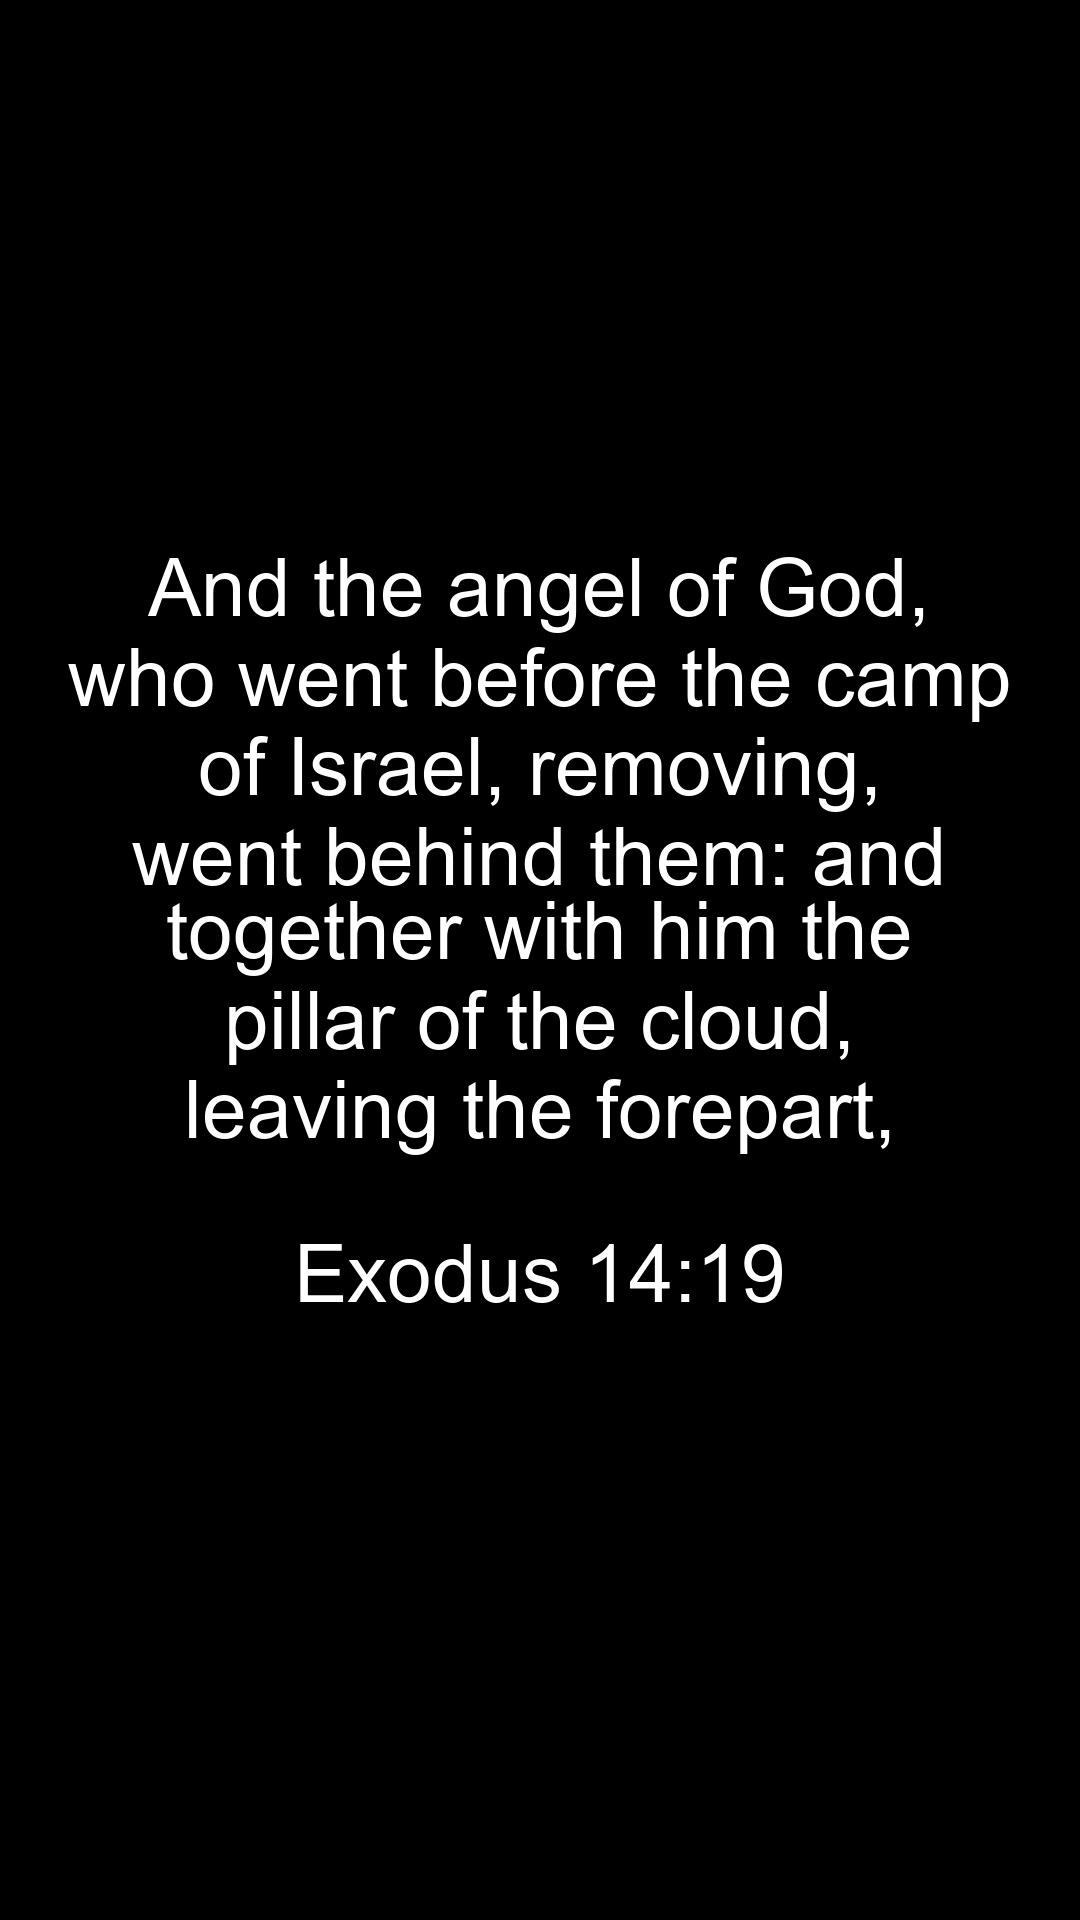 And the angel of God,
who went before the camp
of Israel, removing,
went behind them: and
together with him the
pillar of the cloud,
leaving the forepart,
Exodus 14:19